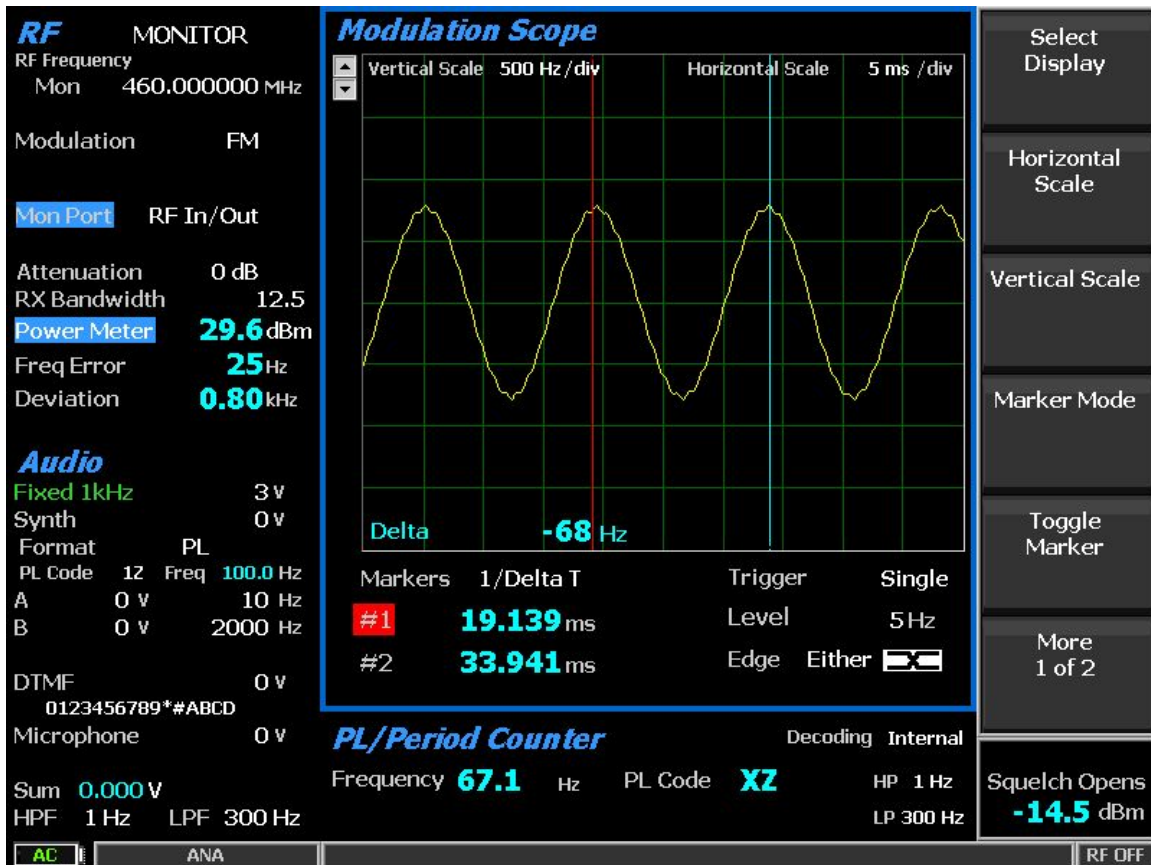 RF MONITOR
RF Frequency
Mon 460.000000 MHz
Modulation FM
Mon Port RF In/Out
Attenuation 0 dB
RX Bandwidth 12.5
Power Meter 29.6 dBm
Freq Error 25 Hz
Deviation 0.80 kHz
Audio
Fixed 1kHz 3 V
Synth 0 V
Format PL
PL Code 1Z Freq 100.0 Hz
A 0 V 10 Hz
B 0 V 2000 Hz
DTMF 0 V
0123456789*#ABCD
Microphone 0 V
Sum 0.000 V
HPF 1 Hz LPF 300 Hz
Modulation Scope
Vertical Scale 500 Hz/div Horizontal Scale 5 ms /div
Delta -68 Hz
Markers 1/Delta T Trigger Single
#1 19.139 ms Level 5 Hz
#2 33.941 ms Edge Either
PL/Period Counter Decoding Internal
Frequency 67.1 Hz PL Code XZ HP 1 Hz
LP 300 Hz
Select
Display
Horizontal
Scale
Vertical Scale
Marker Mode
Toggle
Marker
More
1 of 2
Squelch Opens
-14.5 dBm
AC ANA RF OFF